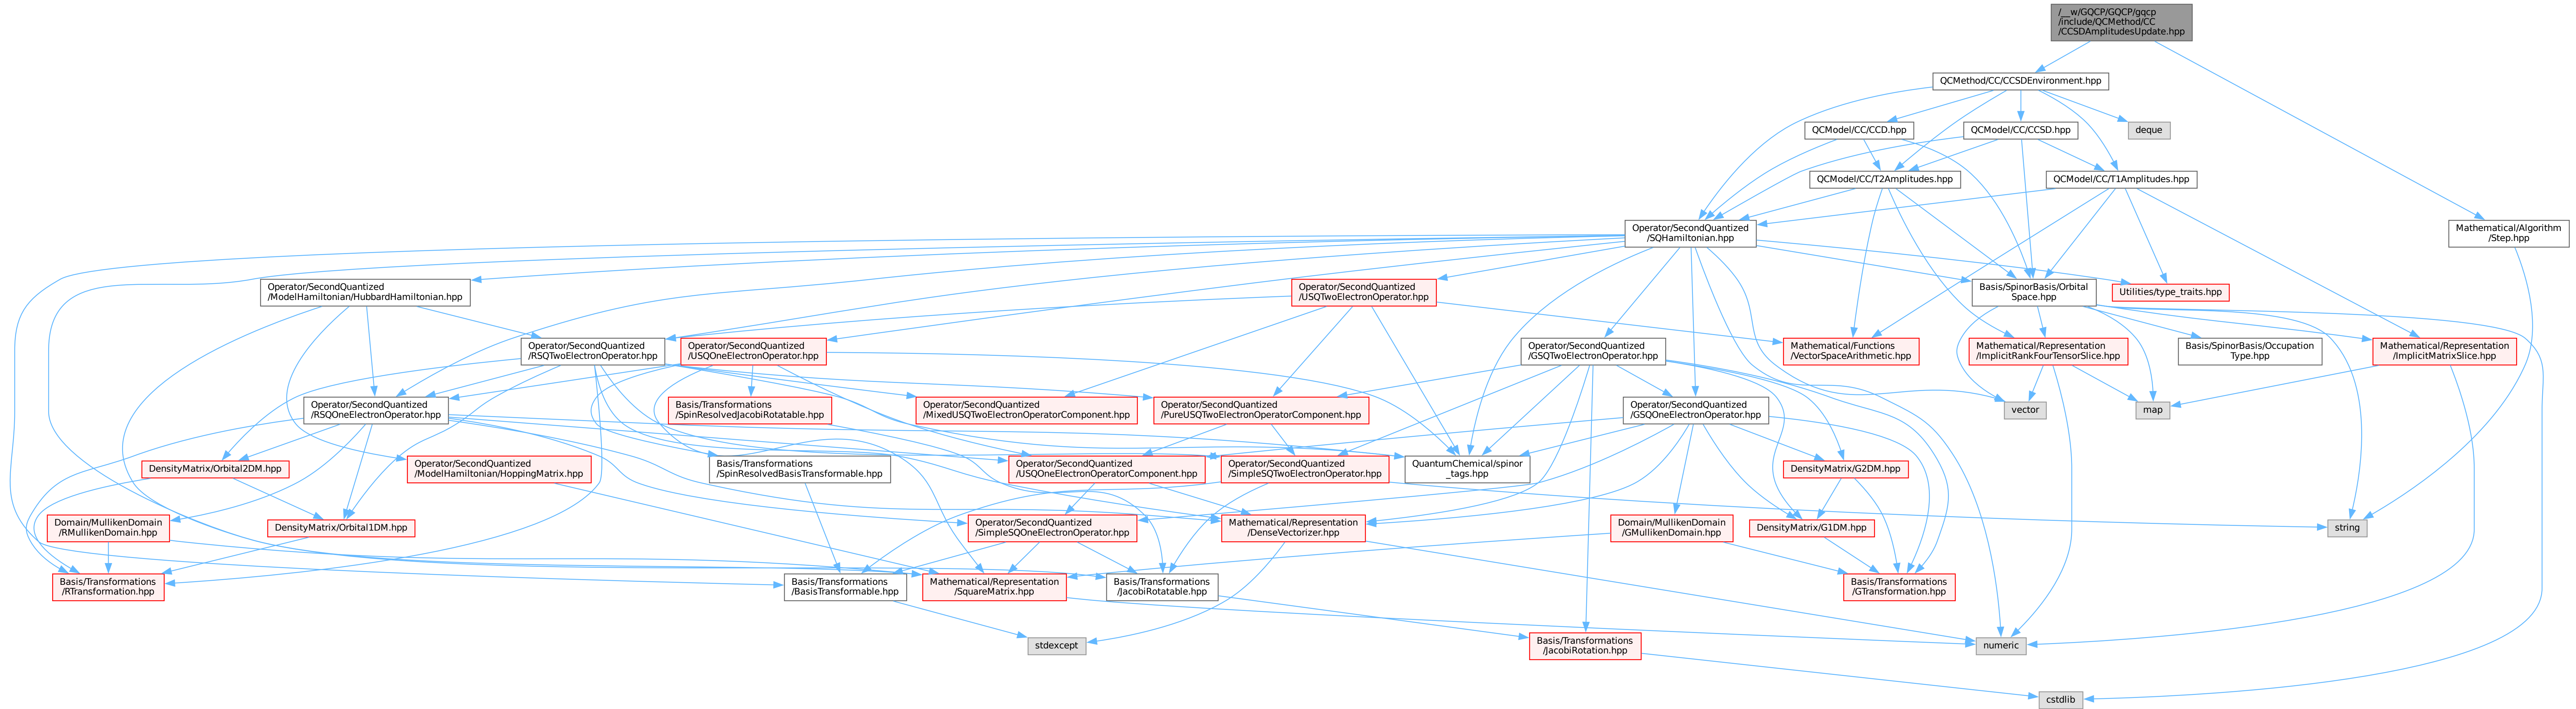 /__w/GQCP/GQCP/gqcp
/include/QCMethod/CC
/CCSDAmplitudesUpdate.hpp
QCMethod/CC/CCSDEnvironment.hpp
QCModel/CC/CCD.hpp
QCModel/CC/CCSD.hpp
deque
QCModel/CC/T2Amplitudes.hpp
QCModel/CC/T1Amplitudes.hpp
Operator/SecondQuantized
/SQHamiltonian.hpp
Mathematical/Algorithm
/Step.hpp
Operator/SecondQuantized
/ModelHamiltonian/HubbardHamiltonian.hpp
Operator/SecondQuantized
/USQTwoElectronOperator.hpp
Basis/SpinorBasis/Orbital
Space.hpp
Utilities/type_traits.hpp
Operator/SecondQuantized
/RSQTwoElectronOperator.hpp
Operator/SecondQuantized
/USQOneElectronOperator.hpp
Operator/SecondQuantized
/GSQTwoElectronOperator.hpp
Mathematical/Functions
/VectorSpaceArithmetic.hpp
Mathematical/Representation
/ImplicitRankFourTensorSlice.hpp
Basis/SpinorBasis/Occupation
Type.hpp
Mathematical/Representation
/ImplicitMatrixSlice.hpp
Operator/SecondQuantized
/RSQOneElectronOperator.hpp
Basis/Transformations
/SpinResolvedJacobiRotatable.hpp
Operator/SecondQuantized
/MixedUSQTwoElectronOperatorComponent.hpp
Operator/SecondQuantized
/PureUSQTwoElectronOperatorComponent.hpp
Operator/SecondQuantized
/GSQOneElectronOperator.hpp
vector
map
DensityMatrix/Orbital2DM.hpp
Operator/SecondQuantized
/ModelHamiltonian/HoppingMatrix.hpp
Basis/Transformations
/SpinResolvedBasisTransformable.hpp
Operator/SecondQuantized
/USQOneElectronOperatorComponent.hpp
Operator/SecondQuantized
/SimpleSQTwoElectronOperator.hpp
QuantumChemical/spinor
_tags.hpp
DensityMatrix/G2DM.hpp
Domain/MullikenDomain
/RMullikenDomain.hpp
DensityMatrix/Orbital1DM.hpp
Operator/SecondQuantized
/SimpleSQOneElectronOperator.hpp
Mathematical/Representation
/DenseVectorizer.hpp
Domain/MullikenDomain
/GMullikenDomain.hpp
DensityMatrix/G1DM.hpp
string
Basis/Transformations
/RTransformation.hpp
Basis/Transformations
/BasisTransformable.hpp
Mathematical/Representation
/SquareMatrix.hpp
Basis/Transformations
/JacobiRotatable.hpp
Basis/Transformations
/GTransformation.hpp
stdexcept
Basis/Transformations
/JacobiRotation.hpp
numeric
cstdlib